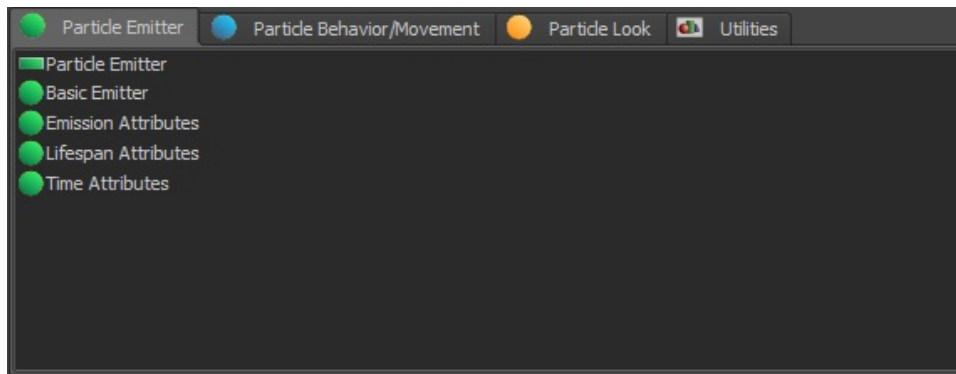 Particle Emitter Particle Behavior/Movement Particle Look Utilities
Particle Emitter
Basic Emitter
Emission Attributes
Lifespan Attributes
Time Attributes